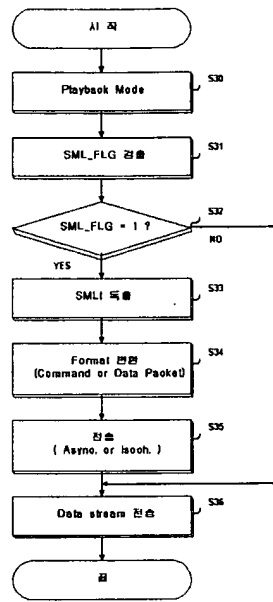 시 작
Playback Mode
S30
SML_FLG 검출
S31
SML_FLG = 1 ?
S32
NO
YES
SMLI 독출
S33
Format 변환
(Command or Data Packet)
S34
전송
( Async. or Isoch. )
S35
Data stream 전송
S36
끝